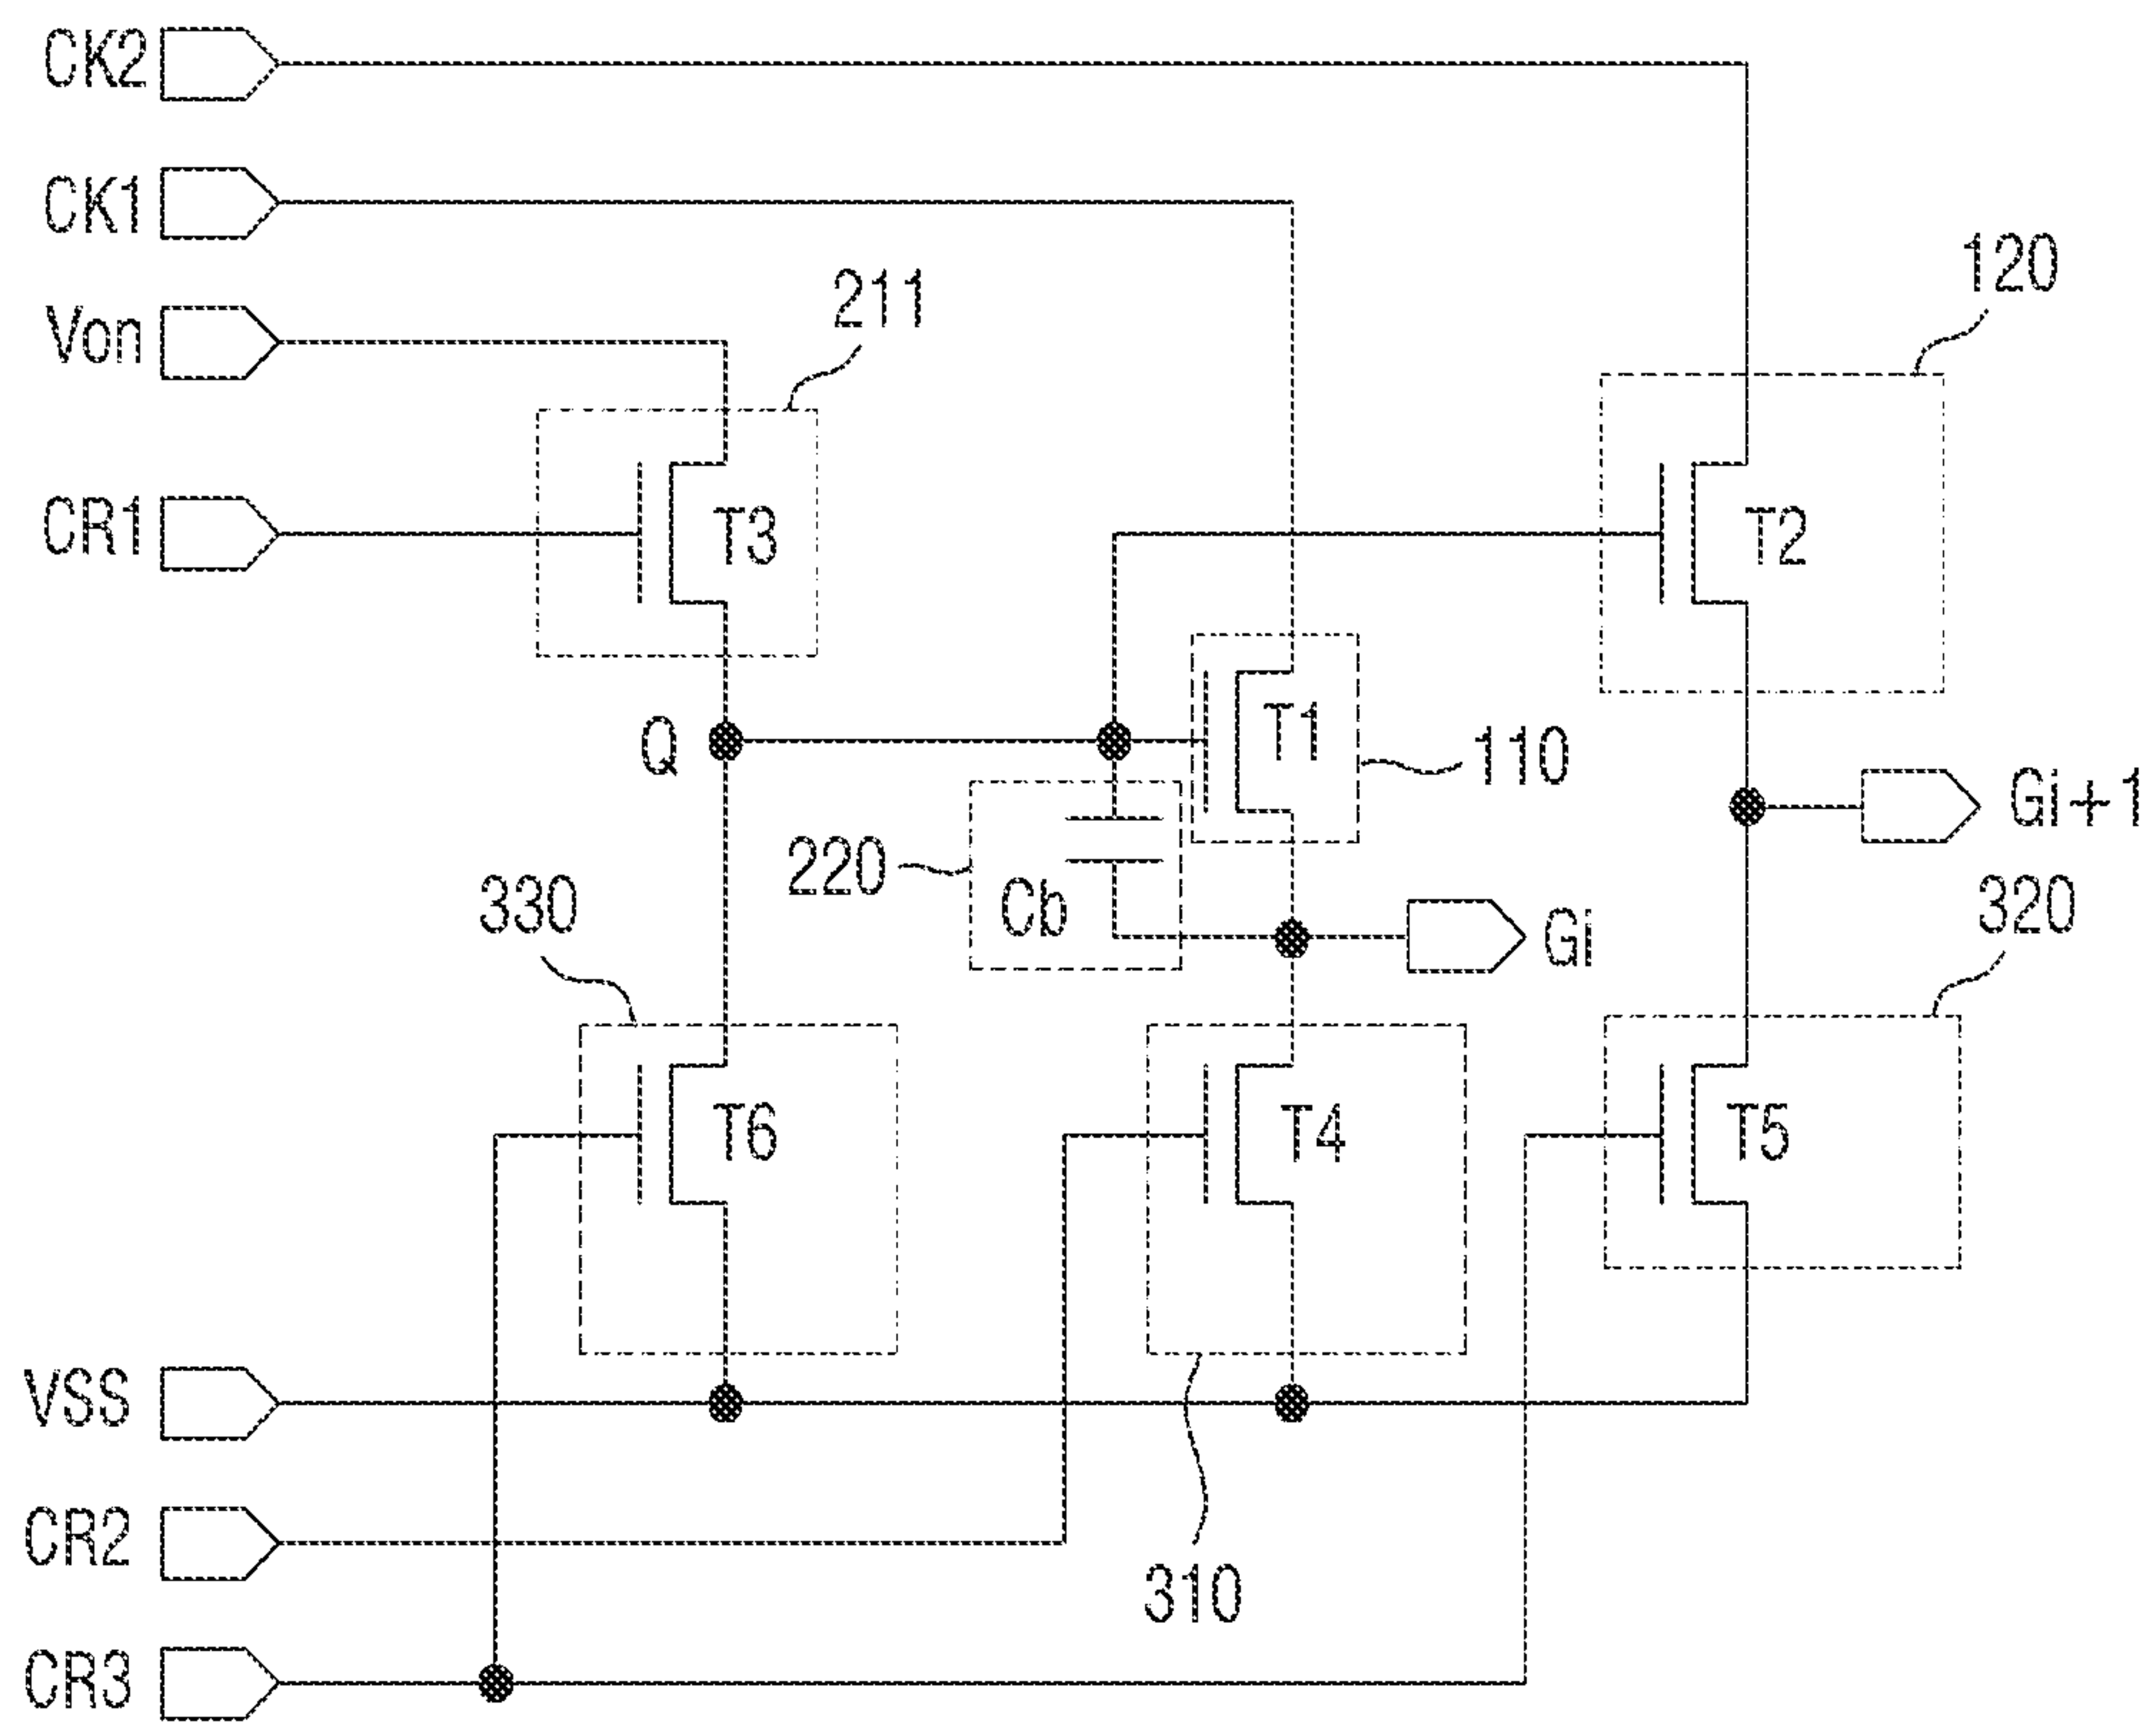 CK2
CK1
120
211
Von
CR1
T3
T2
T1
Q
110
Gi+1
220
330
Cb
Gi
320
T6
T4
T5
VSS
CR2
310
CR3